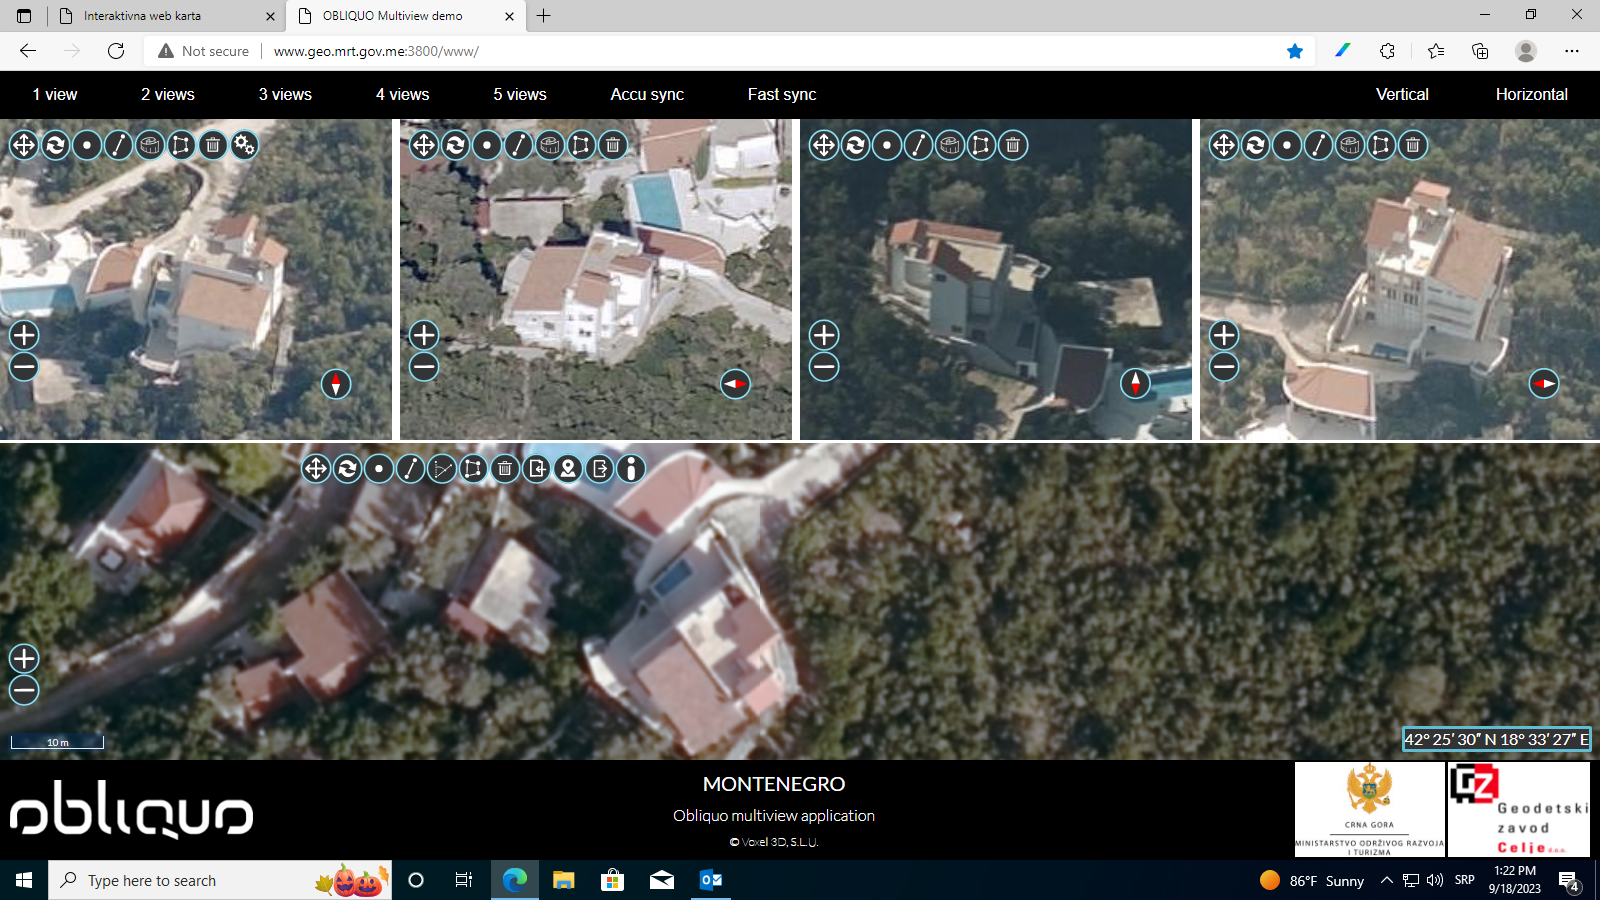 Interaktivna web karta
OBLIQUO Multiview demo
Not secure
www.geo.mrt.gov.me:3800/www/
1 view
2 views
3 views
4 views
5 views
Accu sync
Fast sync
Vertical
Horizontal
10 m
42° 25′ 30″ N 18° 33′ 27″ E
obliquo
MONTENEGRO
Obliquo multiview application
© Voxel 3D, S.L.U.
CRNA GORA
MINISTARSTVO ODRŽIVOG RAZVOJA
I TURIZMA
GZ
Geodetski
zavod
Celje d.o.o.
Type here to search
86°F Sunny
SRP
1:22 PM
9/18/2023
4